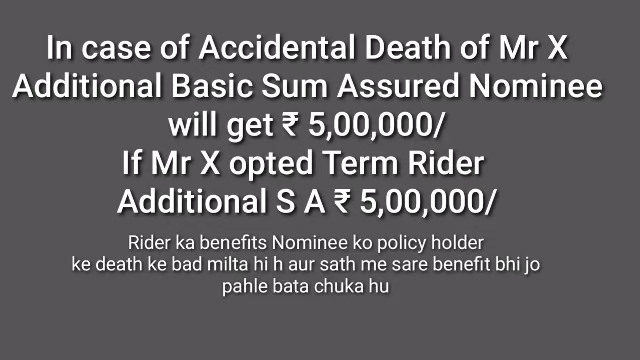 In case of Accidental Death of Mr X
Additional Basic Sum Assured Nominee
will get ₹ 5,00,000/
If Mr X opted Term Rider
Additional S A ₹ 5,00,000/
Rider ka benefits Nominee ko policy holder
ke death ke bad milta hi h aur sath me sare benefit bhi jo
pahle bata chuka hu